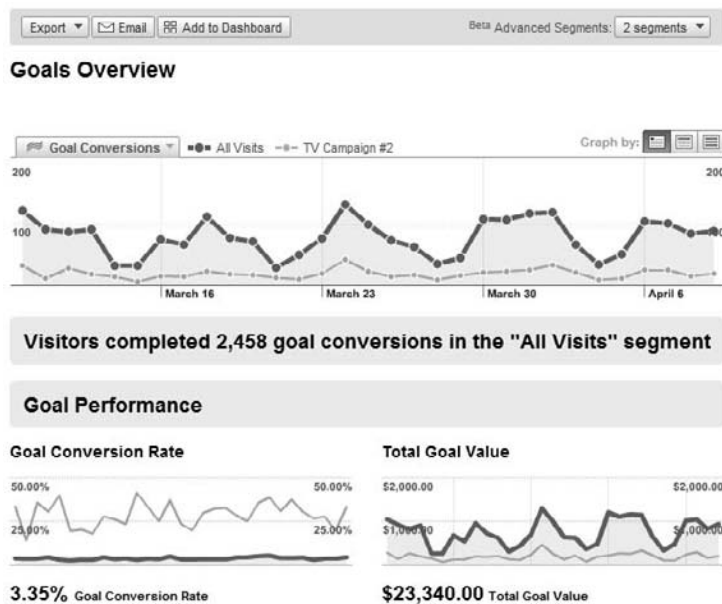 Export Email Add to Dashboard Beta Advanced Segments: 2 segments
Goals Overview
Goal Conversions All Visits TV Campaign #2 Graph by:
200 200
100
March 16 March 23 March 30 April 6
Visitors completed 2,458 goal conversions in the "All Visits" segment
Goal Performance
Goal Conversion Rate Total Goal Value
50.00% 50.00% $2,000.00 $2,000.00
25.00% 25.00%
3.35% Goal Conversion Rate $23,340.00 Total Goal Value